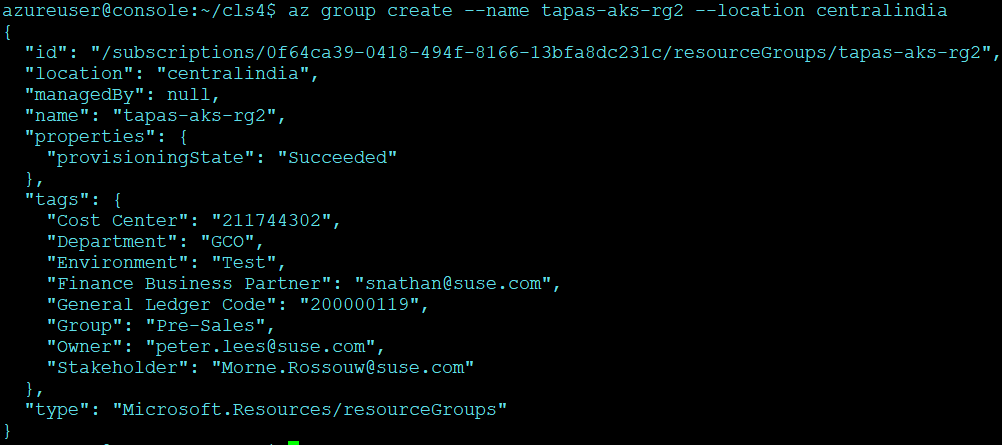 azureuser@console:~/cls4$ az group create --name tapas-aks-rg2 --location centralindia
{
  "id": "/subscriptions/0f64ca39-0418-494f-8166-13bfa8dc231c/resourceGroups/tapas-aks-rg2",
  "location": "centralindia",
  "managedBy": null,
  "name": "tapas-aks-rg2",
  "properties": {
    "provisioningState": "Succeeded"
  },
  "tags": {
    "Cost Center": "211744302",
    "Department": "GCO",
    "Environment": "Test",
    "Finance Business Partner": "snathan@suse.com",
    "General Ledger Code": "200000119",
    "Group": "Pre-Sales",
    "Owner": "peter.lees@suse.com",
    "Stakeholder": "Morne.Rossouw@suse.com"
  },
  "type": "Microsoft.Resources/resourceGroups"
}